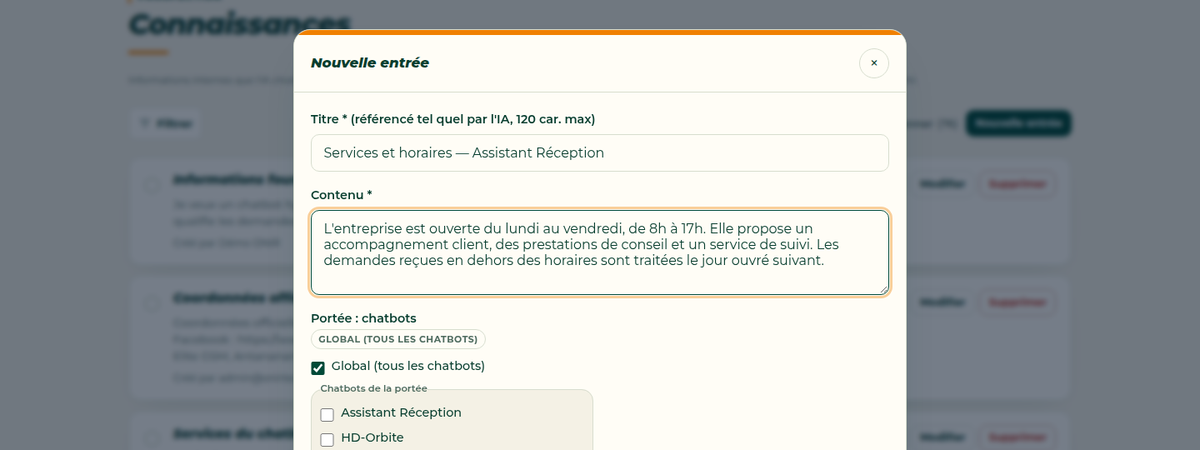 Connaissances
Nouvelle entrée
×
Titre * (référencé tel quel par l'IA, 120 car. max)
Filtrer
Nouvelle entrée
Services et horaires — Assistant Réception
Modifier
Supprimer
Contenu *
L'entreprise est ouverte du lundi au vendredi, de 8h à 17h. Elle propose un
accompagnement client, des prestations de conseil et un service de suivi. Les
demandes reçues en dehors des horaires sont traitées le jour ouvré suivant.
Modifier
Supprimer
Portée : chatbots
GLOBAL (TOUS LES CHATBOTS)
Global (tous les chatbots)
Chatbots de la portée
Assistant Réception
HD-Orbite
Modifier
Supprimer